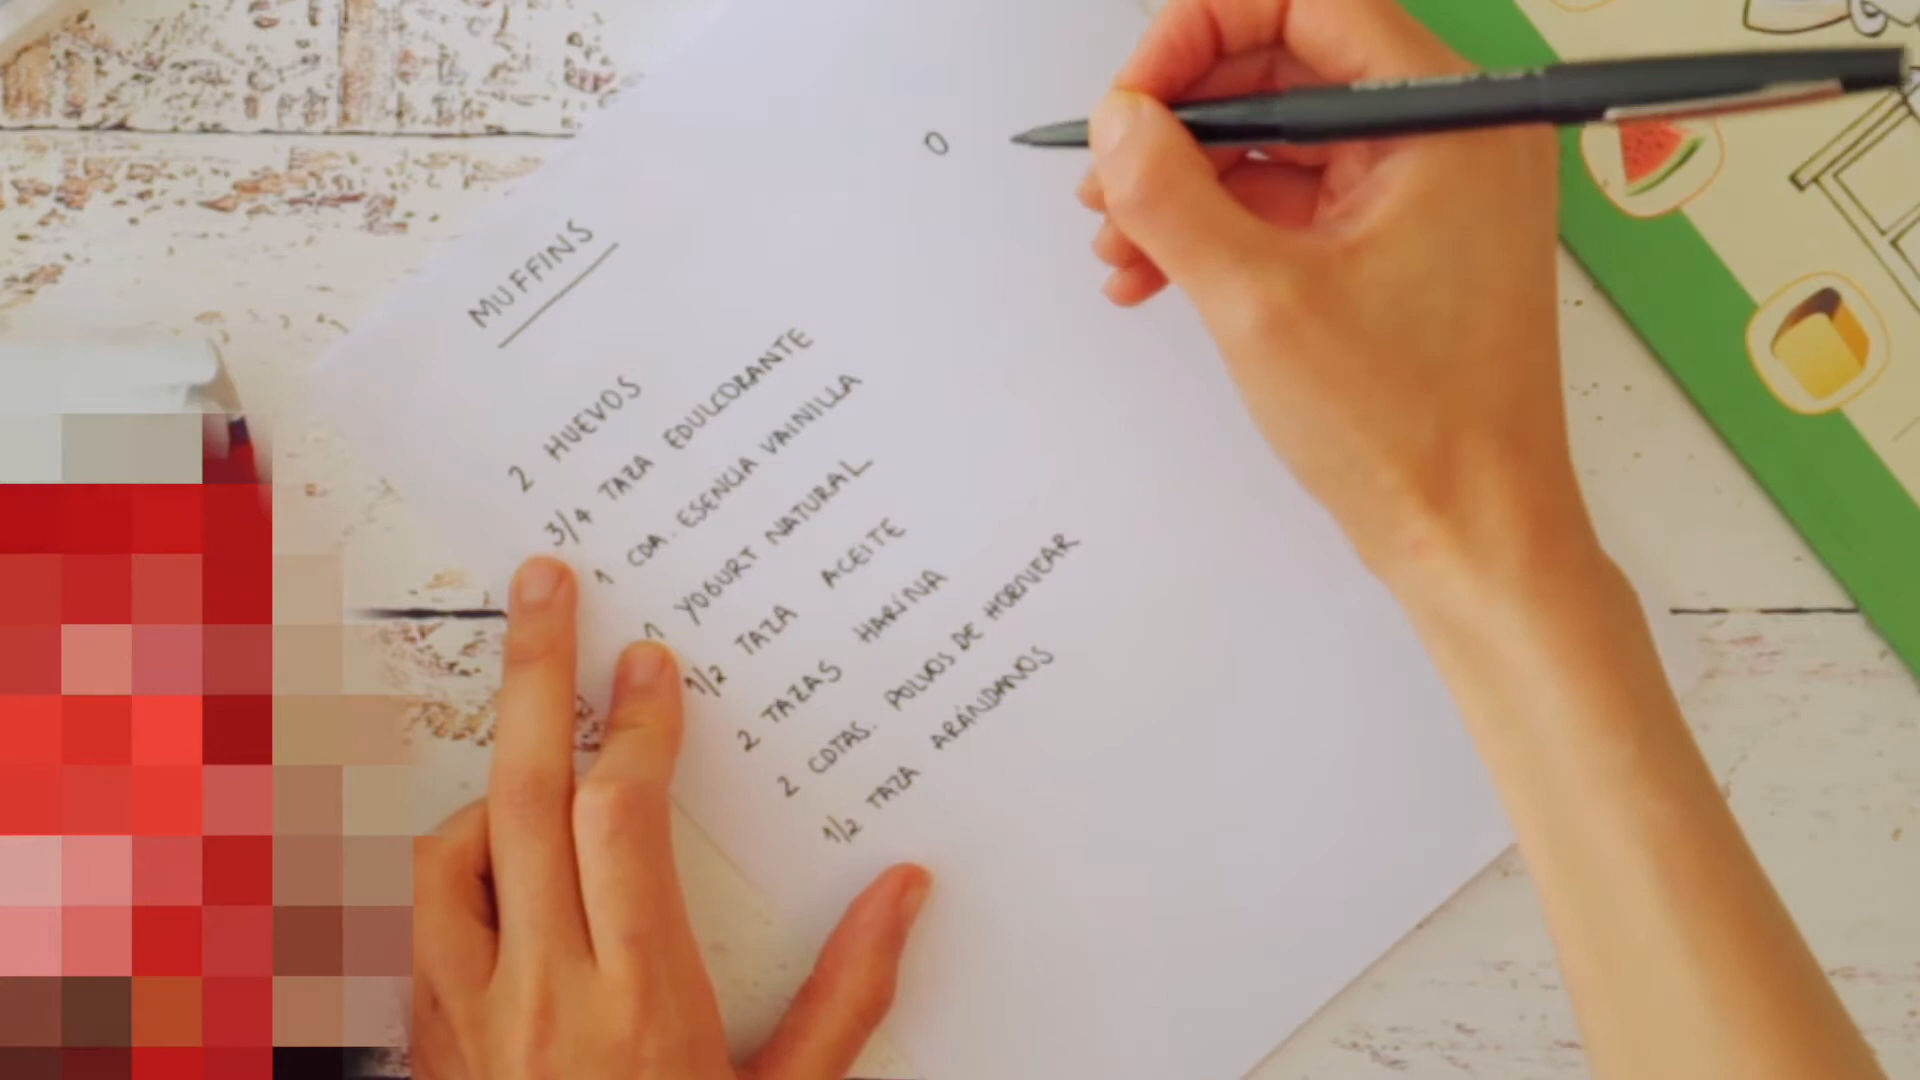 MUFFINS
2 HUEVOS
3/4 TAZA EDULCORANTE
1 CDA. ESENCIA VAINILLA
1 YOGURT NATURAL
1/2 TAZA ACEITE
2 TAZAS HARINA
2 CDTAS. POLVOS DE HORNEAR
1/2 TAZA ARÁNDANOS
O